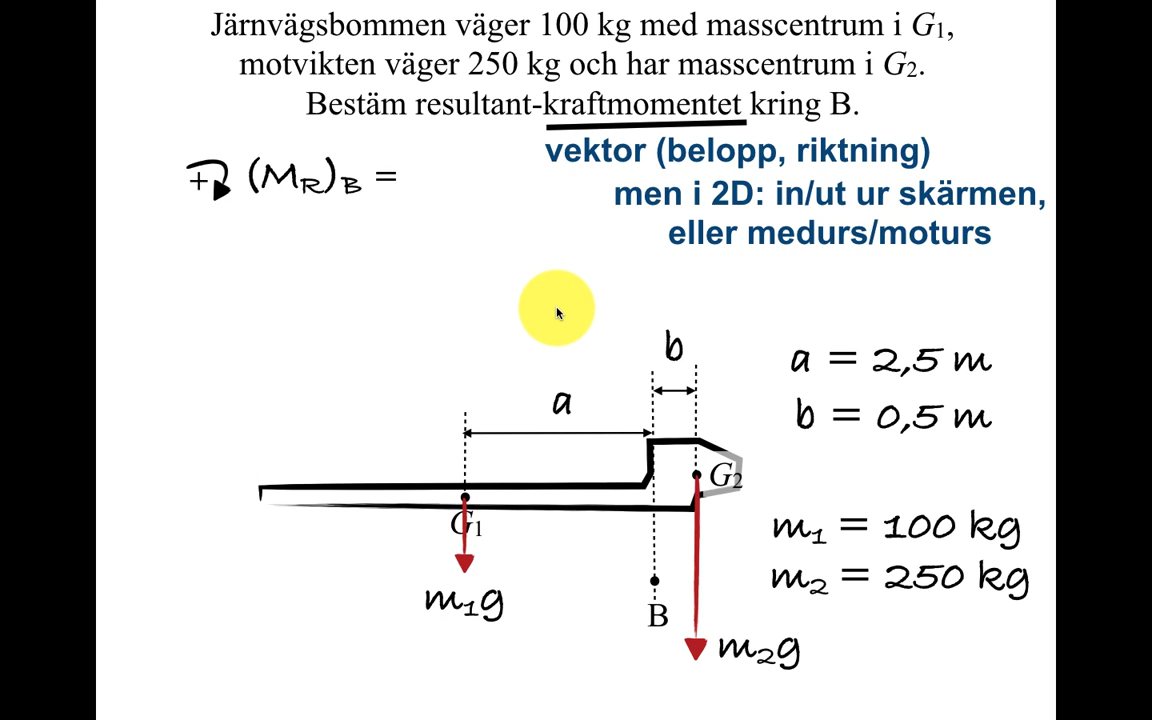 Järnvägsbommen väger 100 kg med masscentrum i G₁,
motvikten väger 250 kg och har masscentrum i G₂.
Bestäm resultant-kraftmomentet kring B.
vektor (belopp, riktning)
+ (M_R)_B =
men i 2D: in/ut ur skärmen,
eller medurs/moturs
b
a = 2,5 m
a
b = 0,5 m
G₂
G₁
m₁ = 100 kg
m₂ = 250 kg
m₁g
B
m₂g